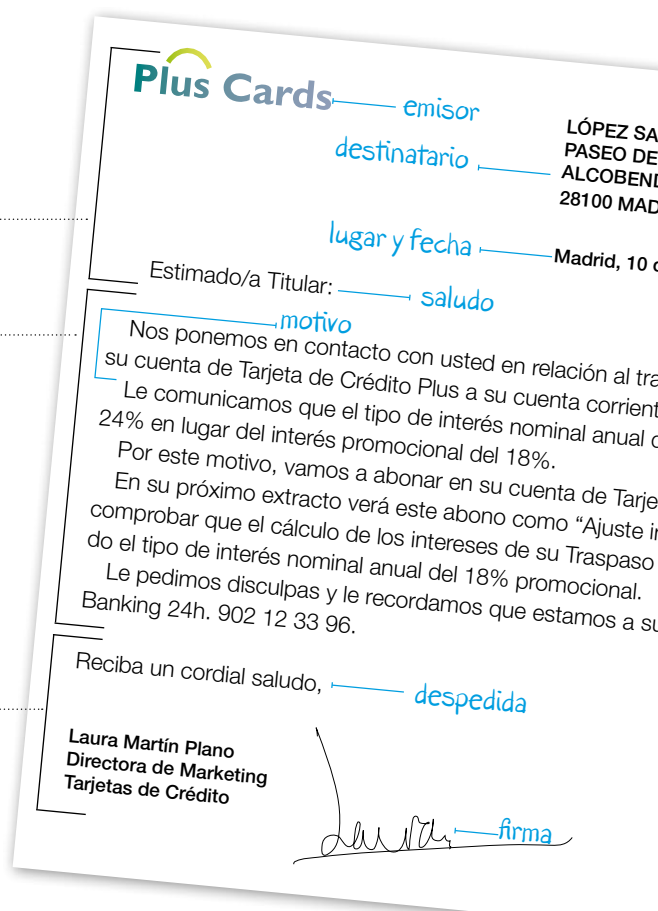 Plus Cards
emisor
LÓPEZ SA
destinatario
PASEO DE
ALCOBEND
28100 MAD
lugar y fecha
Madrid, 10
Estimado/a Titular:
saludo
motivo
Nos ponemos en contacto con usted en relación al tra
su cuenta de Tarjeta de Crédito Plus a su cuenta corrient
Le comunicamos que el tipo de interés nominal anual
24% en lugar del interés promocional del 18%.
Por este motivo, vamos a abonar en su cuenta de Tarje
En su próximo extracto verá este abono como “Ajuste in
comprobar que el cálculo de los intereses de su Traspaso
do el tipo de interés nominal anual del 18% promocional.
Le pedimos disculpas y le recordamos que estamos a su
Banking 24h. 902 12 33 96.
Reciba un cordial saludo,
despedida
Laura Martín Plano
Directora de Marketing
Tarjetas de Crédito
firma